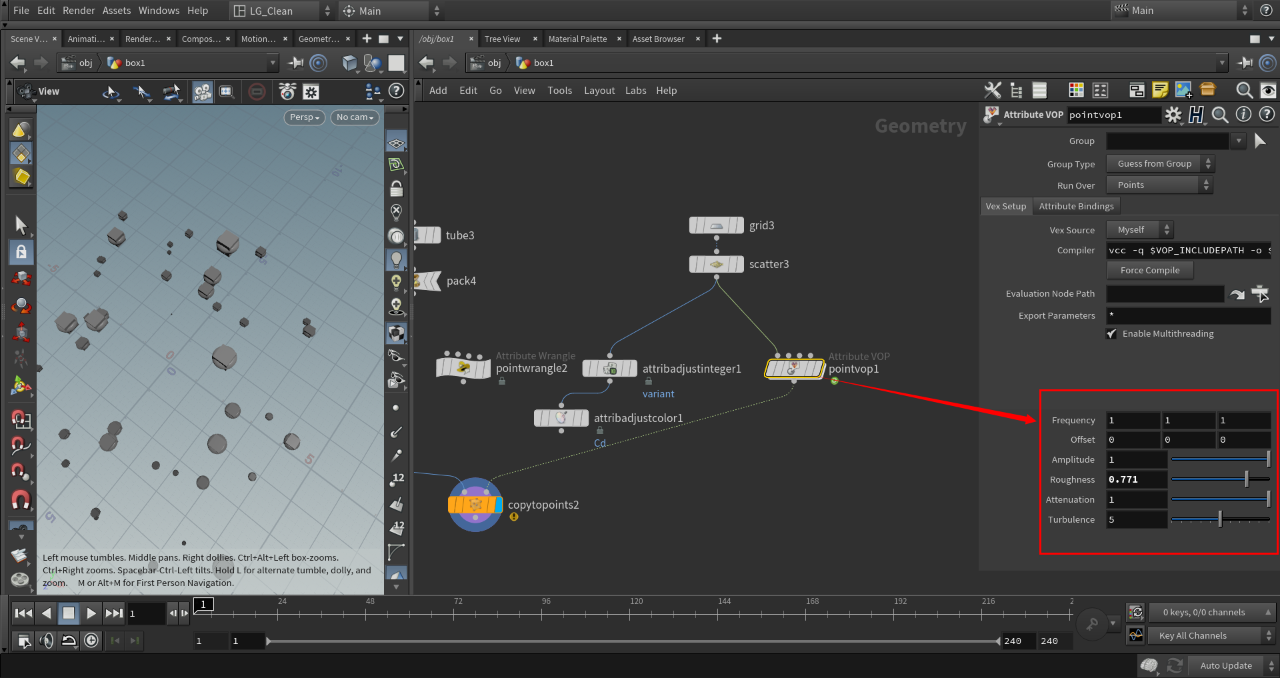 File Edit Render Assets Windows Help LG_Clean Main Main
Scene V... Animati... Render... Compos... Motion... Geometr... /obj/box1 Tree View Material Palette Asset Browser
obj box1 obj box1
View Add Edit Go View Tools Layout Labs Help
Persp No cam
Geometry
Attribute VOP pointvop1
Group
Group Type Guess from Group
Run Over Points
Vex Setup Attribute Bindings
Vex Source Myself
Compiler vcc -q $VOP_INCLUDEPATH -o $
Force Compile
Evaluation Node Path
Export Parameters *
Enable Multithreading
grid3
tube3
scatter3
pack4
Attribute Wrangle
pointwrangle2
attribadjustinteger1
variant
Attribute VOP
pointvop1
attribadjustcolor1
Cd
copytopoints2
Frequency 1 1 1
Offset 0 0 0
Amplitude 1
Roughness 0.771
Attenuation 1
Turbulence 5
0
5
12
12
Left mouse tumbles. Middle pans. Right dollies. Ctrl+Alt+Left box-zooms.
Ctrl+Right zooms. Spacebar-Ctrl-Left tilts. Hold L for alternate tumble, dolly, and
zoom. M or Alt+M for First Person Navigation.
1 1 24 48 72 96 120 144 168 192 216 2
0 keys, 0/0 channels
1 1 240 240 Key All Channels
Auto Update